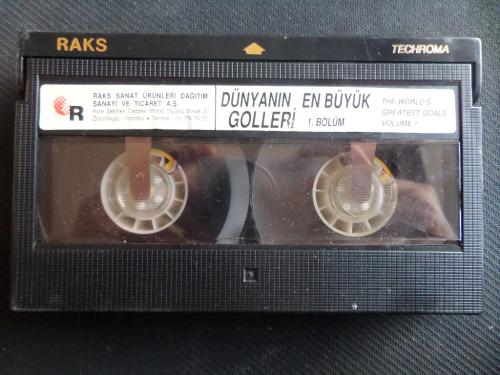 RAKS
TECHROMA
R
RAKS SANAT ÜRÜNLERİ DAĞITIM
SANAYİ VE TİCARET A.Ş.
DÜNYANIN EN BÜYÜK
GOLLERİ 1. BÖLÜM
THE WORLD'S
GREATEST GOALS
VOLUME 1